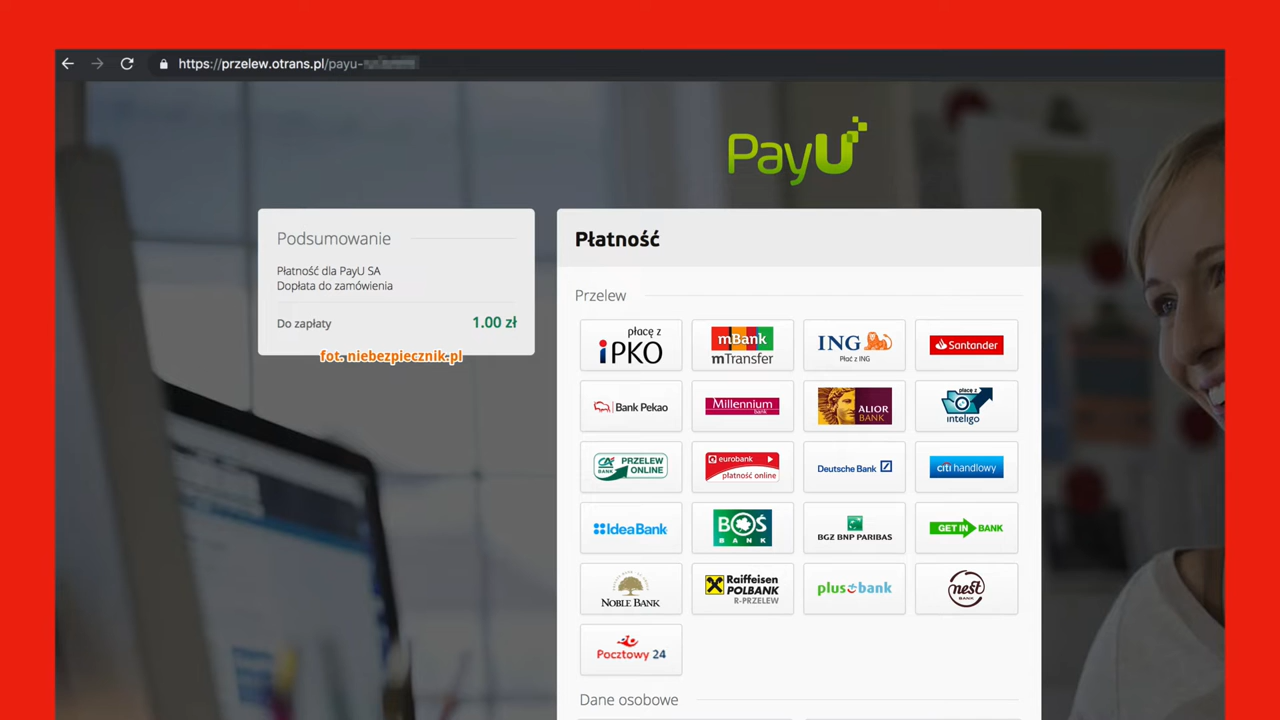 https://przelew.otrans.pl/payu-
PayU
Podsumowanie
Płatność dla PayU SA
Dopłata do zamówienia
Do zapłaty 1.00 zł
fot. niebezpiecznik.pl
Płatność
Przelew
płacę z
iPKO
mBank
mTransfer
ING
Płać z ING
Santander
Bank Pekao
Millennium
bank
ALIOR
BANK
płacę z
inteligo
CA
BANK
PRZELEW
ONLINE
eurobank
płatność online
Deutsche Bank
citi handlowy
IdeaBank
BOŚ
BANK
BGZ BNP PARIBAS
GET IN BANK
NOBLE BANK
Raiffeisen
POLBANK
R-PRZELEW
plusbank
nest
BANK
Pocztowy 24
Dane osobowe